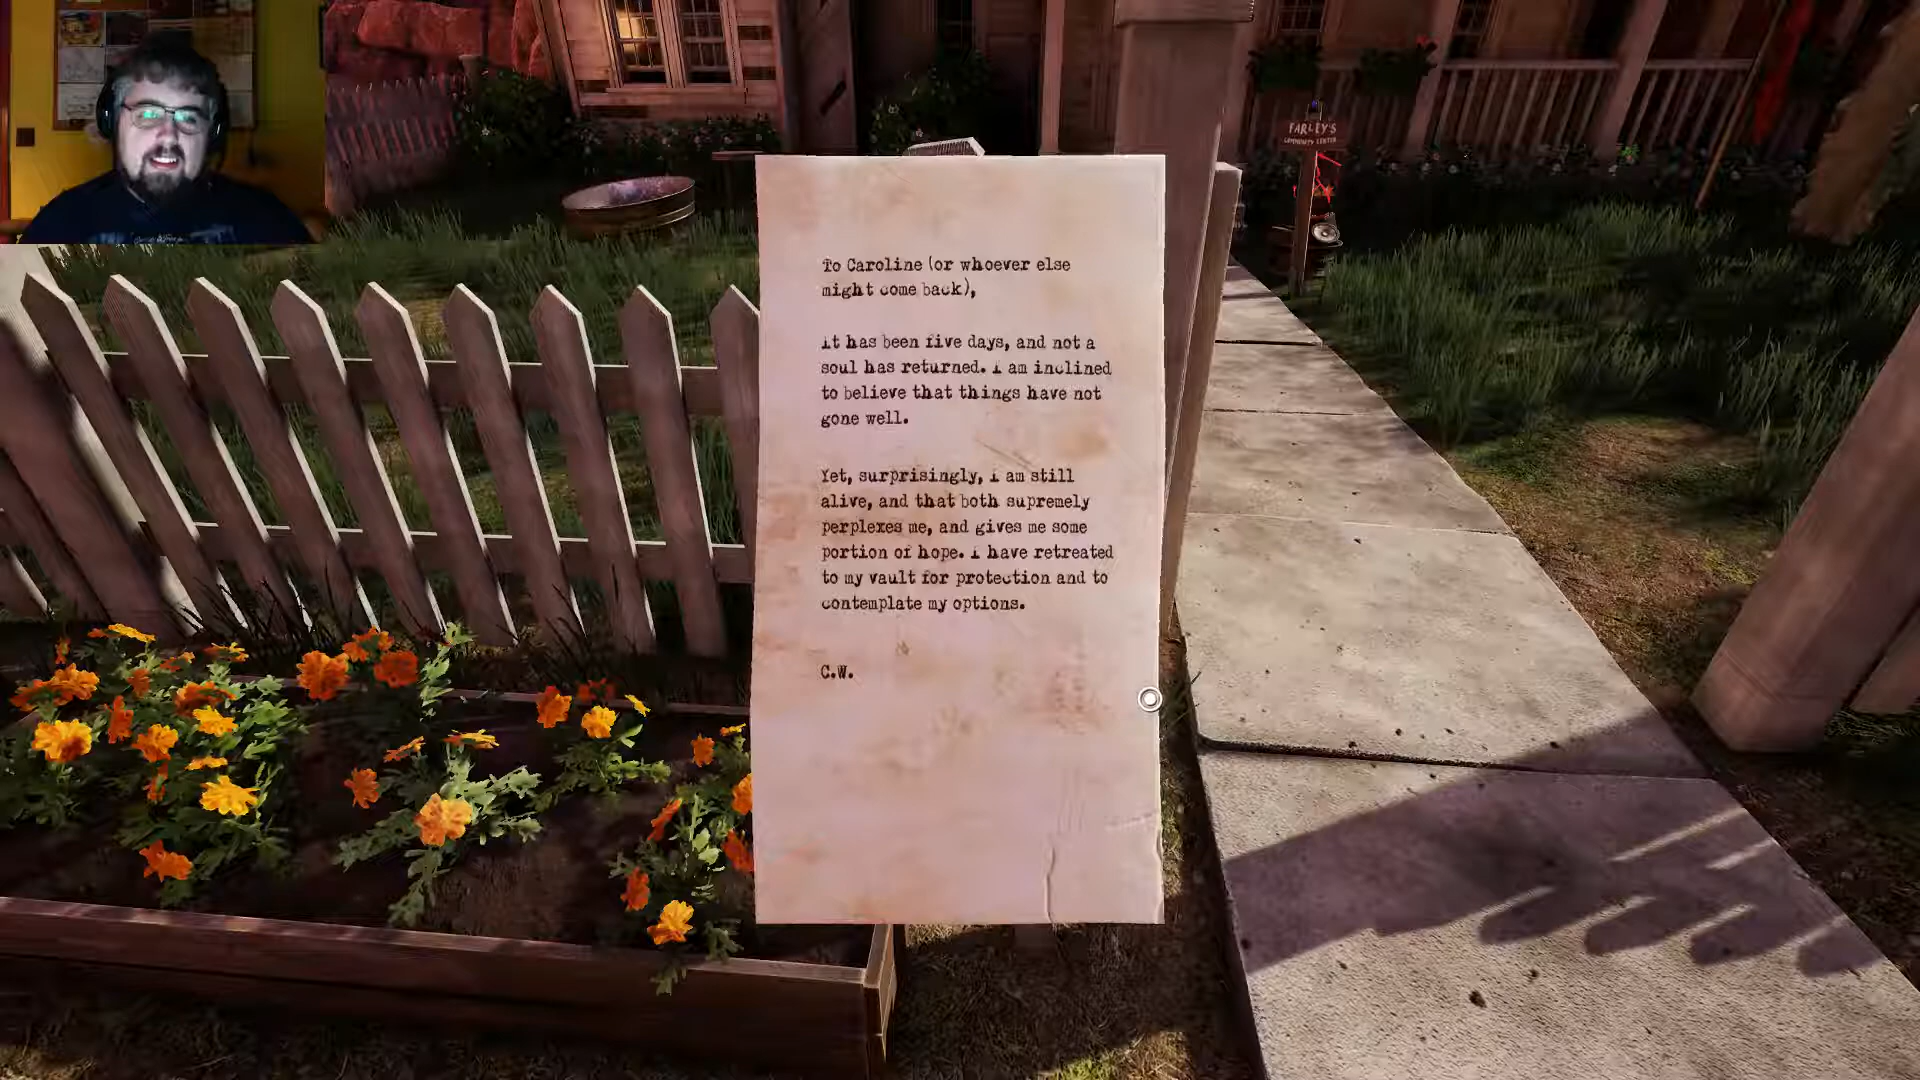 FARLEY'S
COMMUNITY CENTER
To Caroline (or whoever else
might come back),
It has been five days, and not a
soul has returned. I am inclined
to believe that things have not
gone well.
Yet, surprisingly, I am still
alive, and that both supremely
perplexes me, and gives me some
portion of hope. I have retreated
to my vault for protection and to
contemplate my options.
C.W.